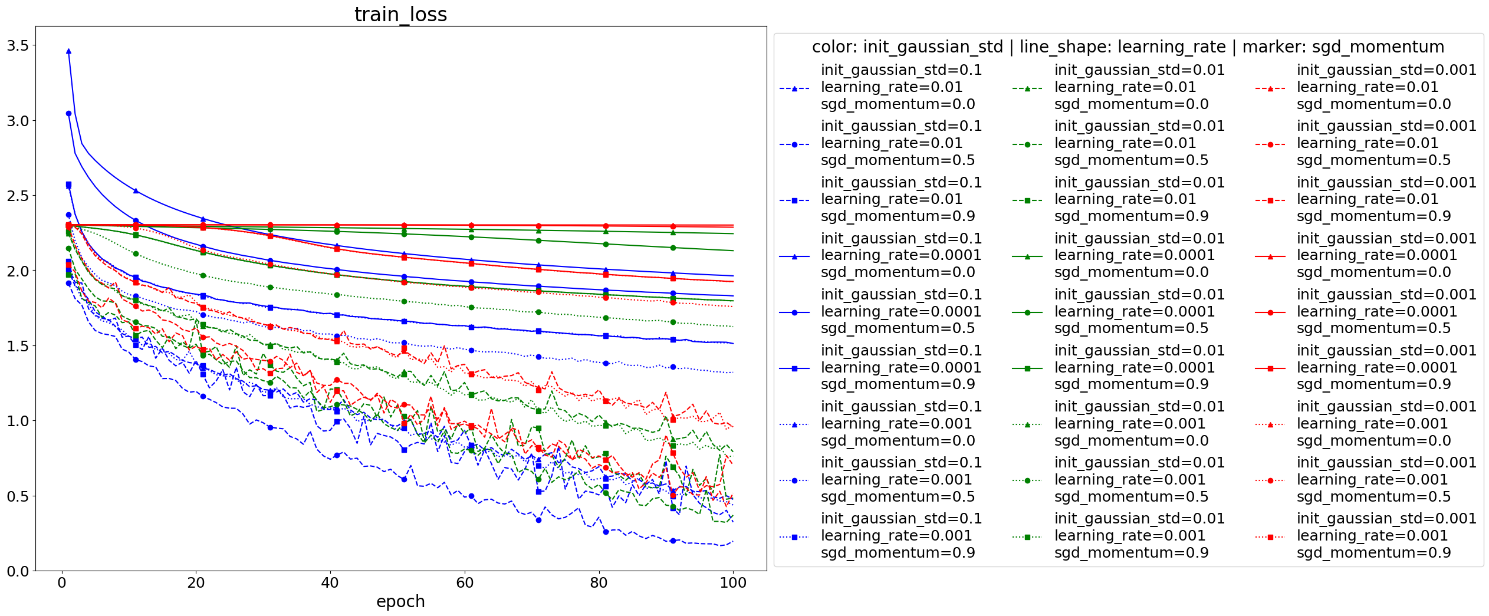 train_loss
3.5
3.0
2.5
2.0
1.5
1.0
0.5
0.0
0
20
40
60
80
100
epoch
color: init_gaussian_std | line_shape: learning_rate | marker: sgd_momentum
init_gaussian_std=0.1
learning_rate=0.01
sgd_momentum=0.0
init_gaussian_std=0.1
learning_rate=0.01
sgd_momentum=0.5
init_gaussian_std=0.1
learning_rate=0.01
sgd_momentum=0.9
init_gaussian_std=0.1
learning_rate=0.0001
sgd_momentum=0.0
init_gaussian_std=0.1
learning_rate=0.0001
sgd_momentum=0.5
init_gaussian_std=0.1
learning_rate=0.0001
sgd_momentum=0.9
init_gaussian_std=0.1
learning_rate=0.001
sgd_momentum=0.0
init_gaussian_std=0.1
learning_rate=0.001
sgd_momentum=0.5
init_gaussian_std=0.1
learning_rate=0.001
sgd_momentum=0.9
init_gaussian_std=0.01
learning_rate=0.01
sgd_momentum=0.0
init_gaussian_std=0.01
learning_rate=0.01
sgd_momentum=0.5
init_gaussian_std=0.01
learning_rate=0.01
sgd_momentum=0.9
init_gaussian_std=0.01
learning_rate=0.0001
sgd_momentum=0.0
init_gaussian_std=0.01
learning_rate=0.0001
sgd_momentum=0.5
init_gaussian_std=0.01
learning_rate=0.0001
sgd_momentum=0.9
init_gaussian_std=0.01
learning_rate=0.001
sgd_momentum=0.0
init_gaussian_std=0.01
learning_rate=0.001
sgd_momentum=0.5
init_gaussian_std=0.01
learning_rate=0.001
sgd_momentum=0.9
init_gaussian_std=0.001
learning_rate=0.01
sgd_momentum=0.0
init_gaussian_std=0.001
learning_rate=0.01
sgd_momentum=0.5
init_gaussian_std=0.001
learning_rate=0.01
sgd_momentum=0.9
init_gaussian_std=0.001
learning_rate=0.0001
sgd_momentum=0.0
init_gaussian_std=0.001
learning_rate=0.0001
sgd_momentum=0.5
init_gaussian_std=0.001
learning_rate=0.0001
sgd_momentum=0.9
init_gaussian_std=0.001
learning_rate=0.001
sgd_momentum=0.0
init_gaussian_std=0.001
learning_rate=0.001
sgd_momentum=0.5
init_gaussian_std=0.001
learning_rate=0.001
sgd_momentum=0.9